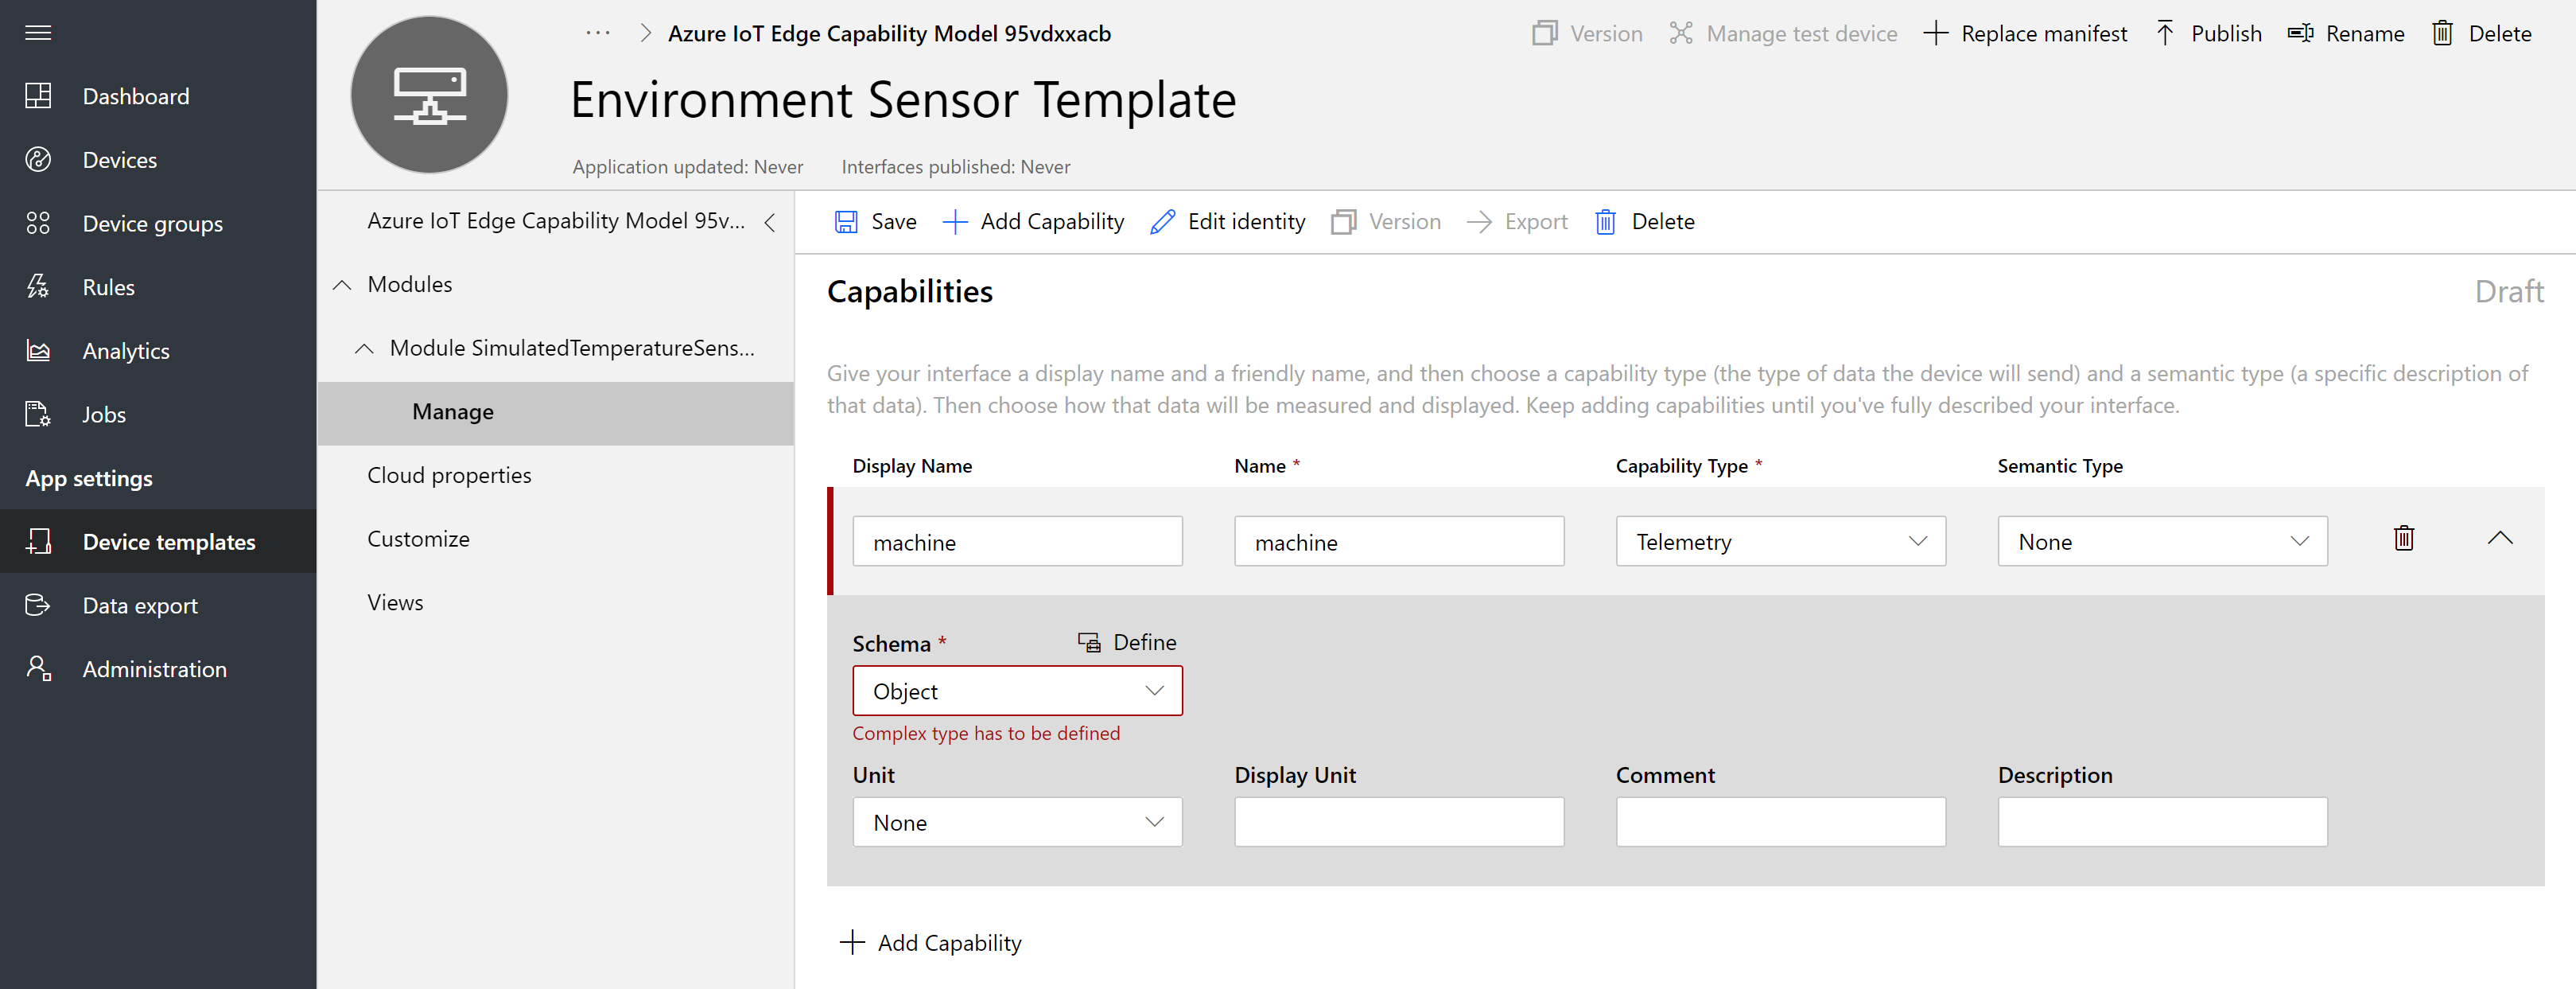 ··· Azure IoT Edge Capability Model 95vdxxacb
Version Manage test device Replace manifest Publish Rename Delete
Environment Sensor Template
Application updated: Never Interfaces published: Never
Dashboard
Devices
Device groups
Rules
Analytics
Jobs
App settings
Device templates
Data export
Administration
Azure IoT Edge Capability Model 95v...
Modules
Module SimulatedTemperatureSens...
Manage
Cloud properties
Customize
Views
Save Add Capability Edit identity Version Export Delete
Capabilities
Draft
Give your interface a display name and a friendly name, and then choose a capability type (the type of data the device will send) and a semantic type (a specific description of
that data). Then choose how that data will be measured and displayed. Keep adding capabilities until you've fully described your interface.
Display Name Name * Capability Type * Semantic Type
machine machine Telemetry None
Schema * Define
Object
Complex type has to be defined
Unit Display Unit Comment Description
None
Add Capability